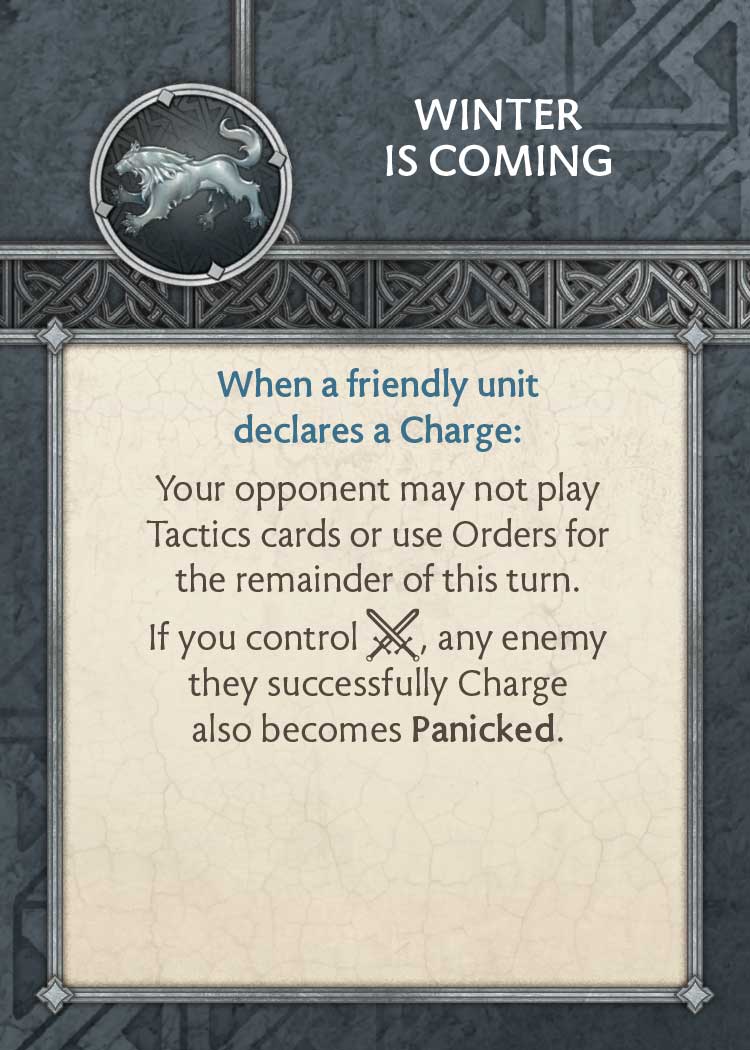 WINTER
IS COMING
When a friendly unit
declares a Charge:
Your opponent may not play
Tactics cards or use Orders for
the remainder of this turn.
If you control , any enemy
they successfully Charge
also becomes Panicked.